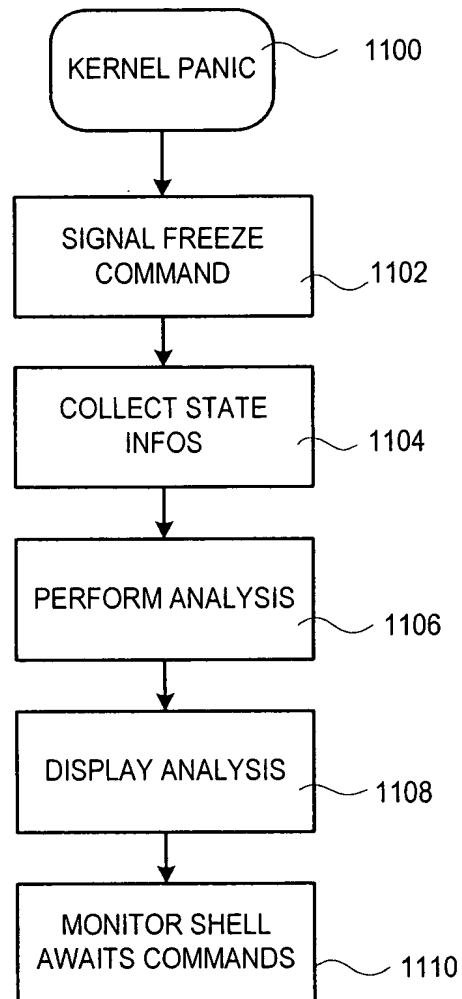 KERNEL PANIC
1100
SIGNAL FREEZE
COMMAND
1102
COLLECT STATE
INFOS
1104
PERFORM ANALYSIS
1106
DISPLAY ANALYSIS
1108
MONITOR SHELL
AWAITS COMMANDS
1110